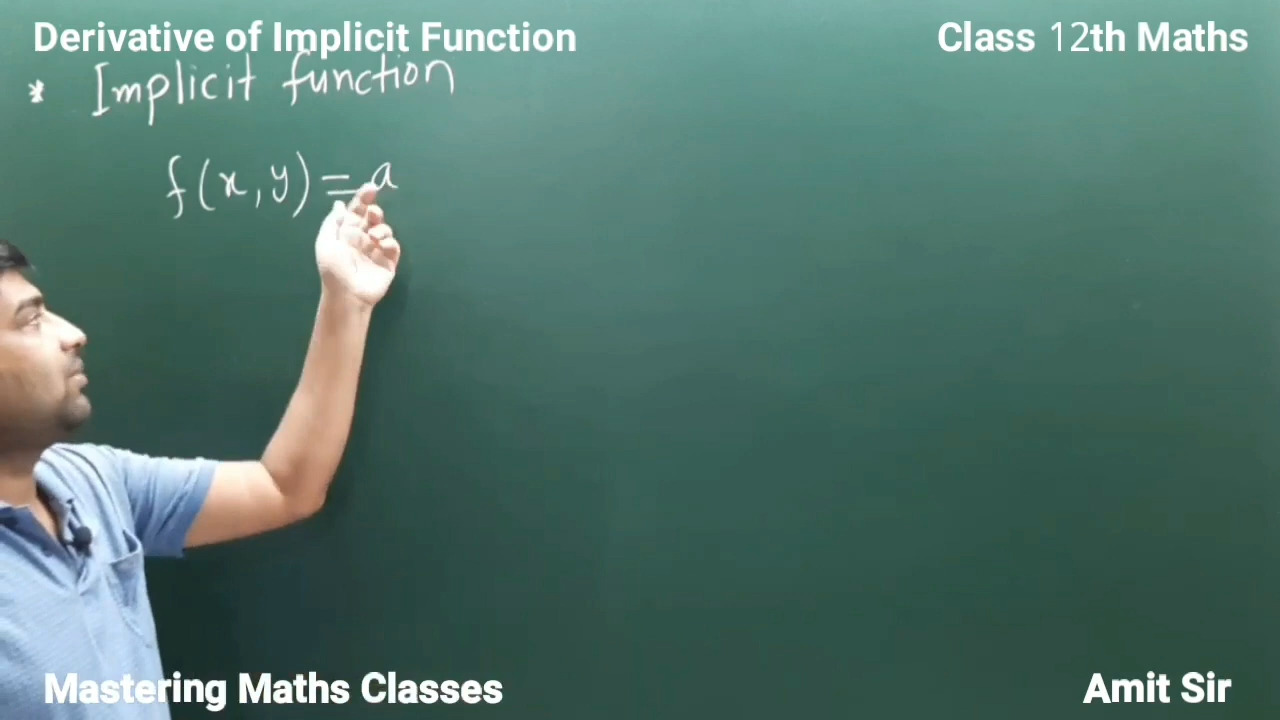 Derivative of Implicit Function
Class 12th Maths
* Implicit function
f(x,y)=a
Mastering Maths Classes
Amit Sir